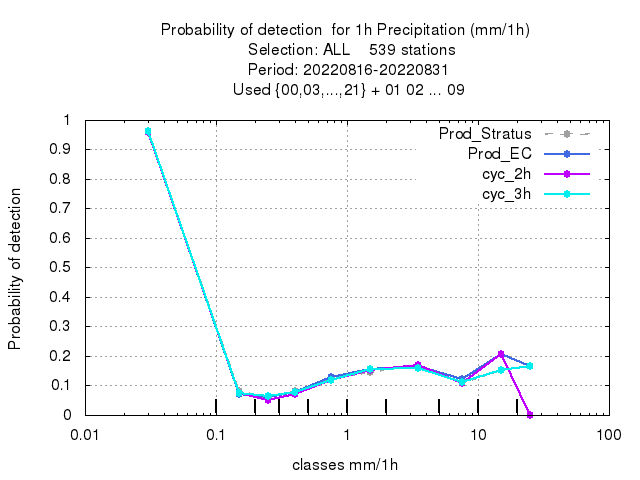 Probability of detection  for 1h Precipitation (mm/1h)
Selection: ALL    539 stations
Period: 20220816-20220831
Used {00,03,...,21} + 01 02 ... 09
Prod_Stratus
Prod_EC
cyc_2h
cyc_3h
Probability of detection
1
0.9
0.8
0.7
0.6
0.5
0.4
0.3
0.2
0.1
0
0.01 0.1 1 10 100
classes mm/1h